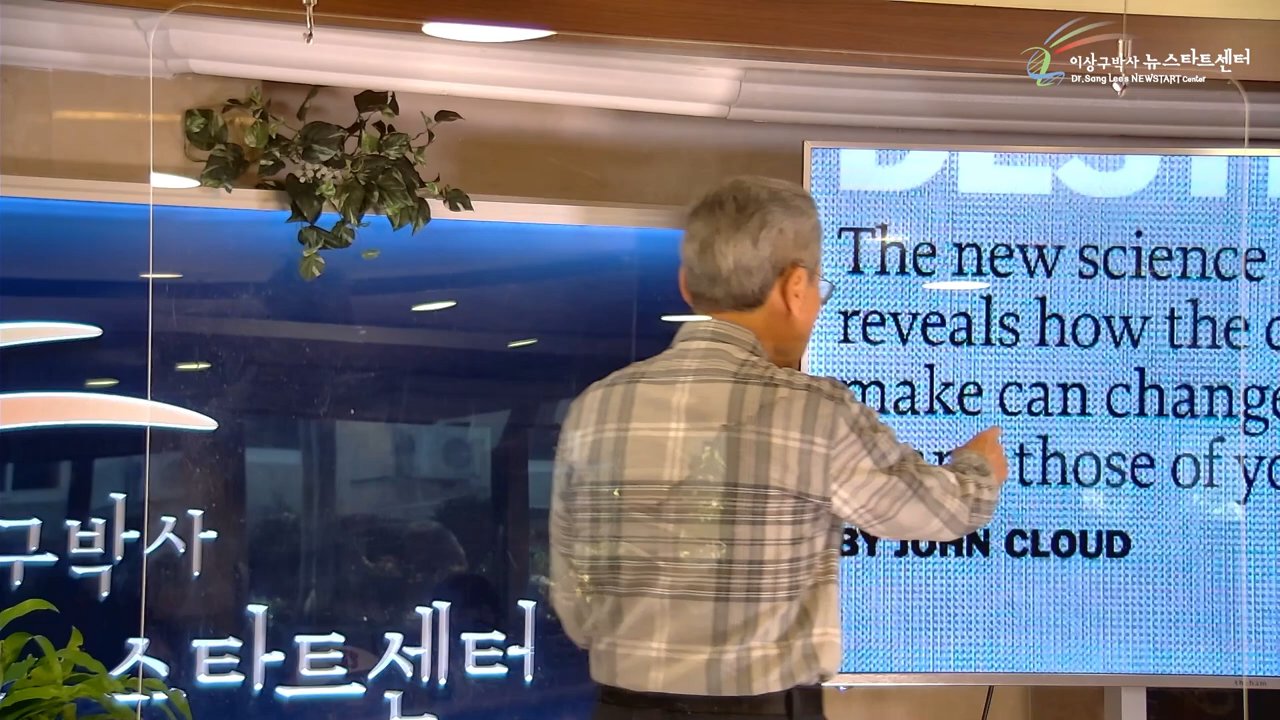 이상구박사 뉴스타트센터
Dr. Sang Lee's NEWSTART Center
The new science
reveals how the
make can change
those of
BY JOHN CLOUD
구박사
스타트센터